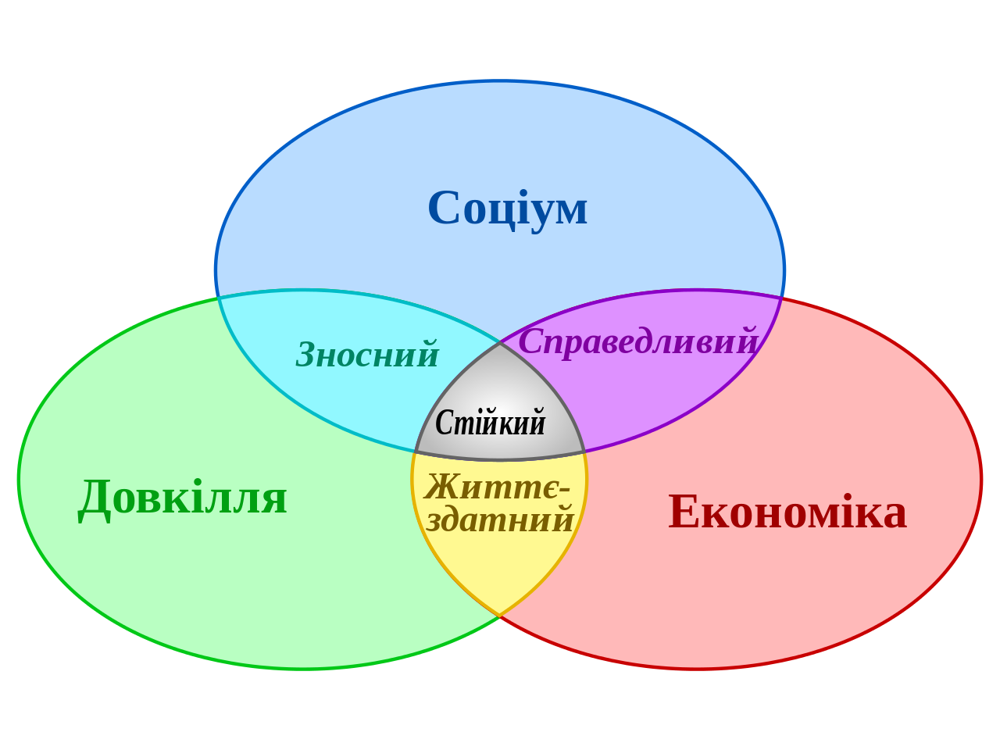 Соціум
Зносний
Справедливий
Стійкий
Життє-
здатний
Довкілля
Економіка